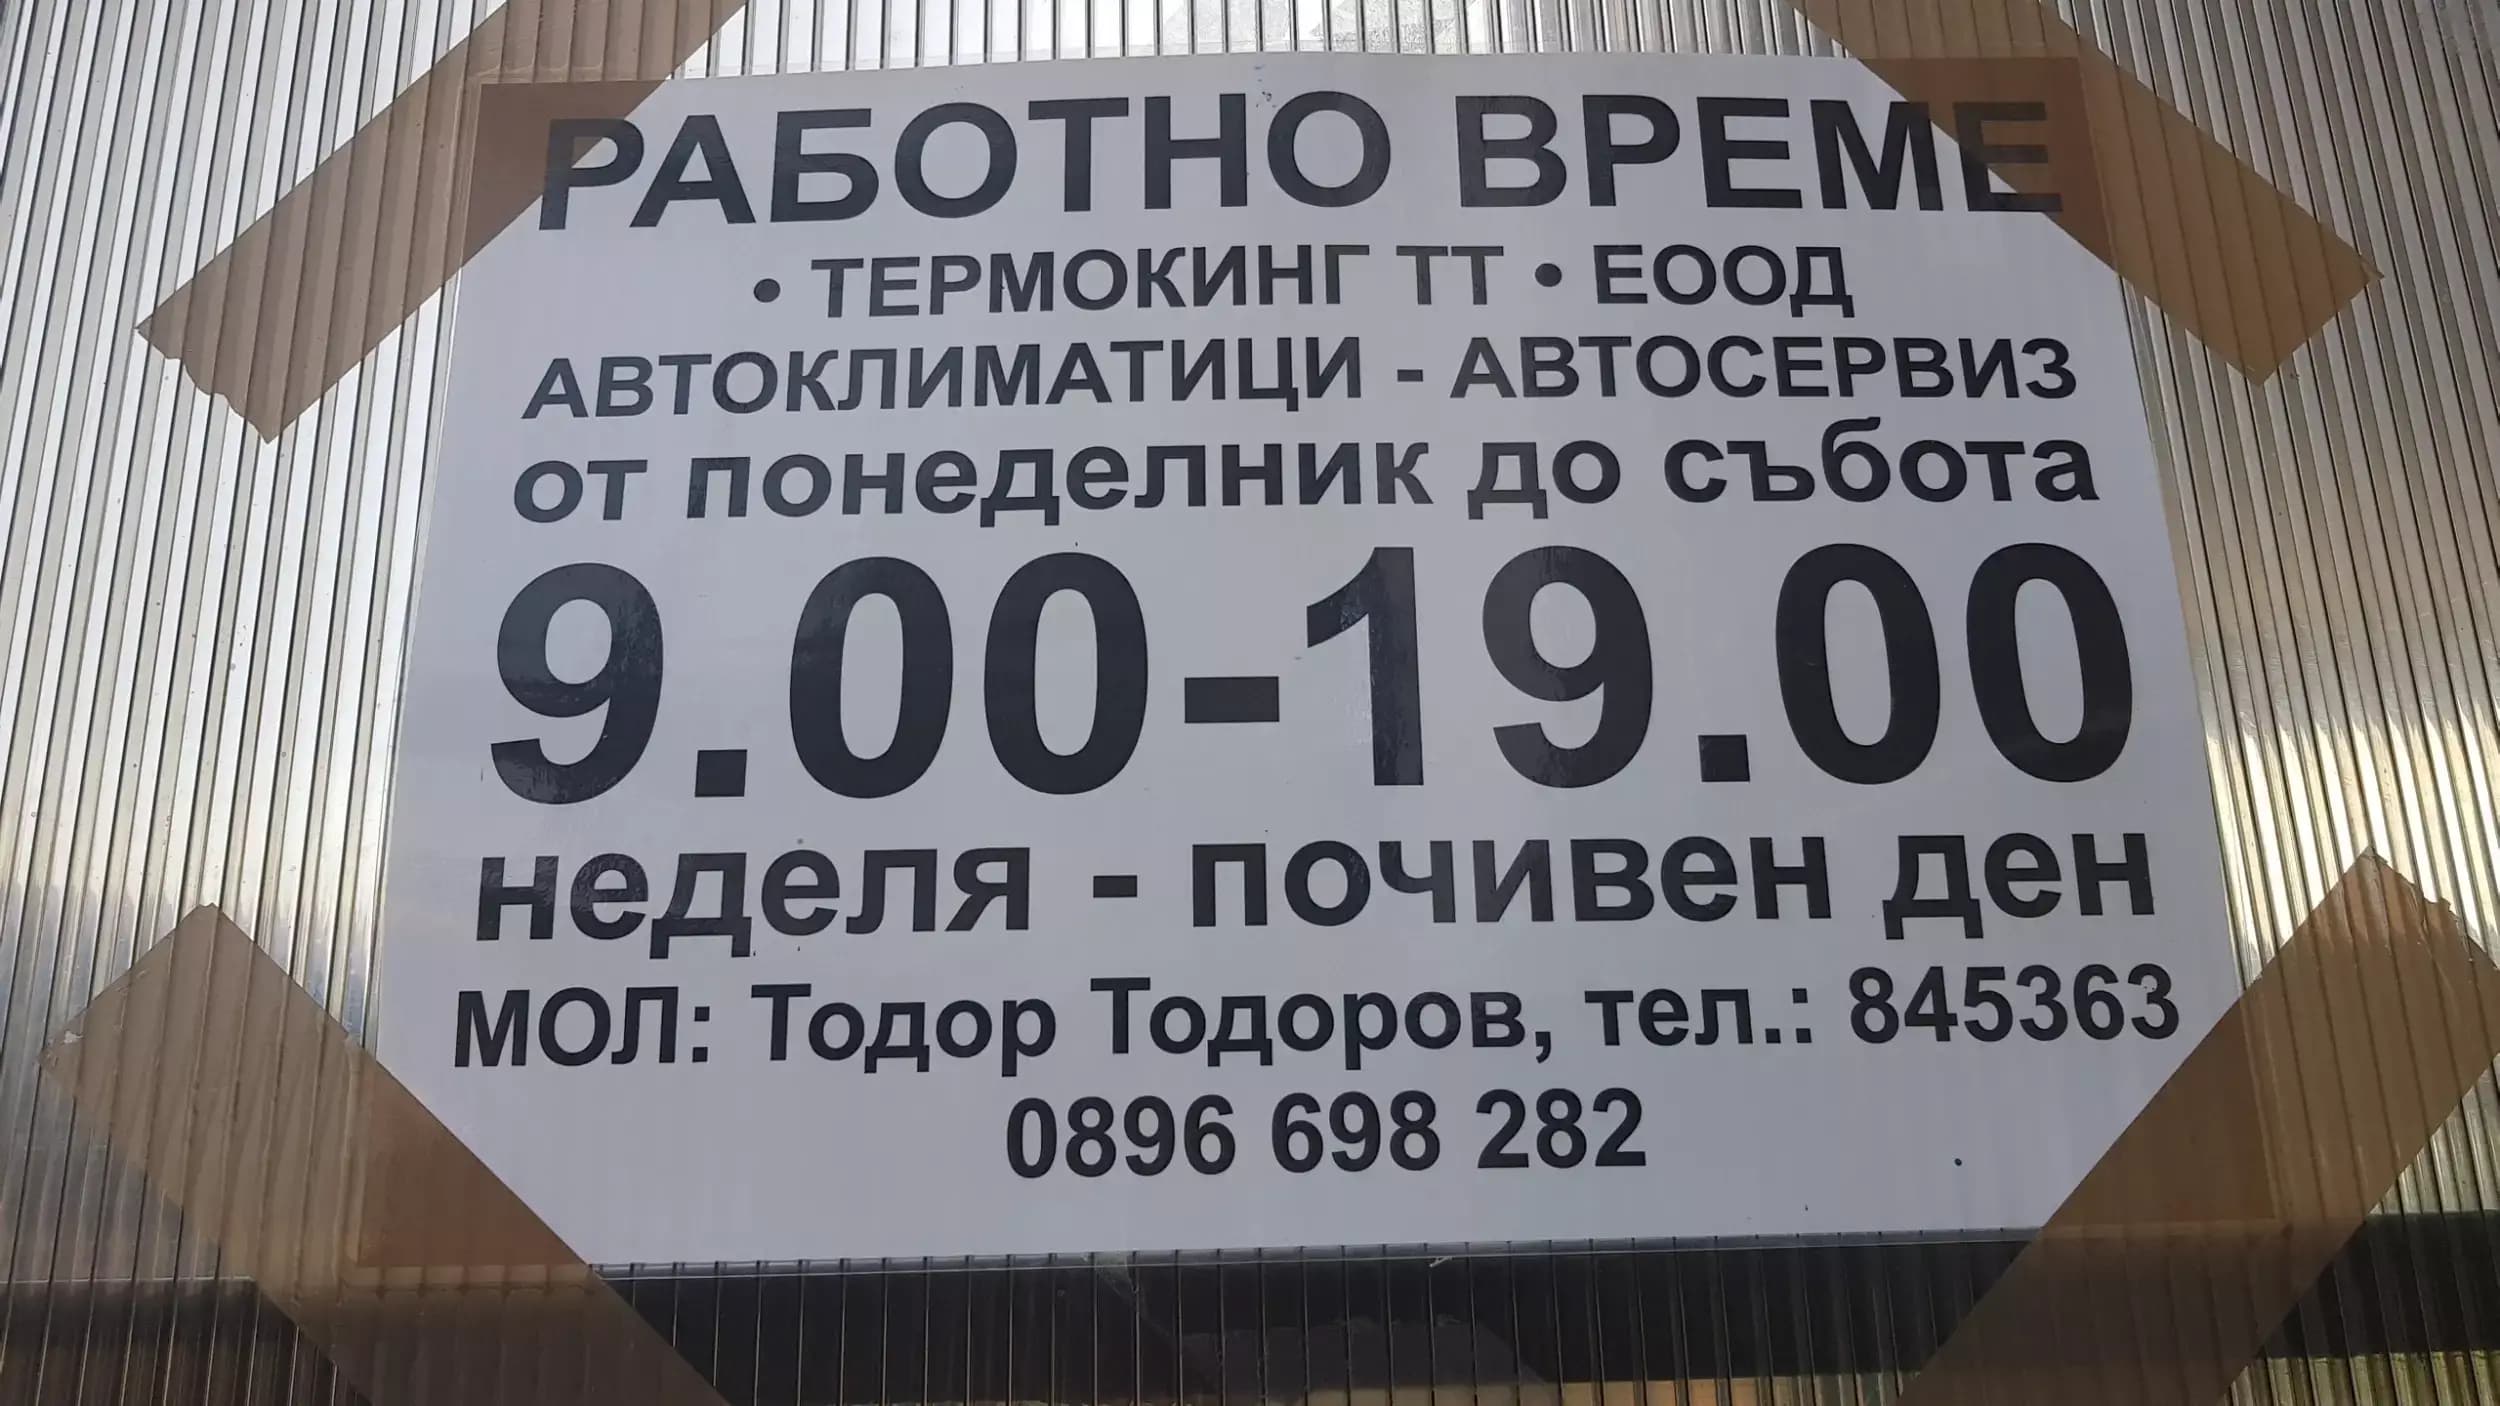 РАБОТНО ВРЕМЕ
• ТЕРМОКИНГ ТТ • ЕООД
АВТОКЛИМАТИЦИ - АВТОСЕРВИЗ
от понеделник до събота
9.00-19.00
неделя - почивен ден
МОЛ: Тодор Тодоров, тел.: 845363
0896 698 282